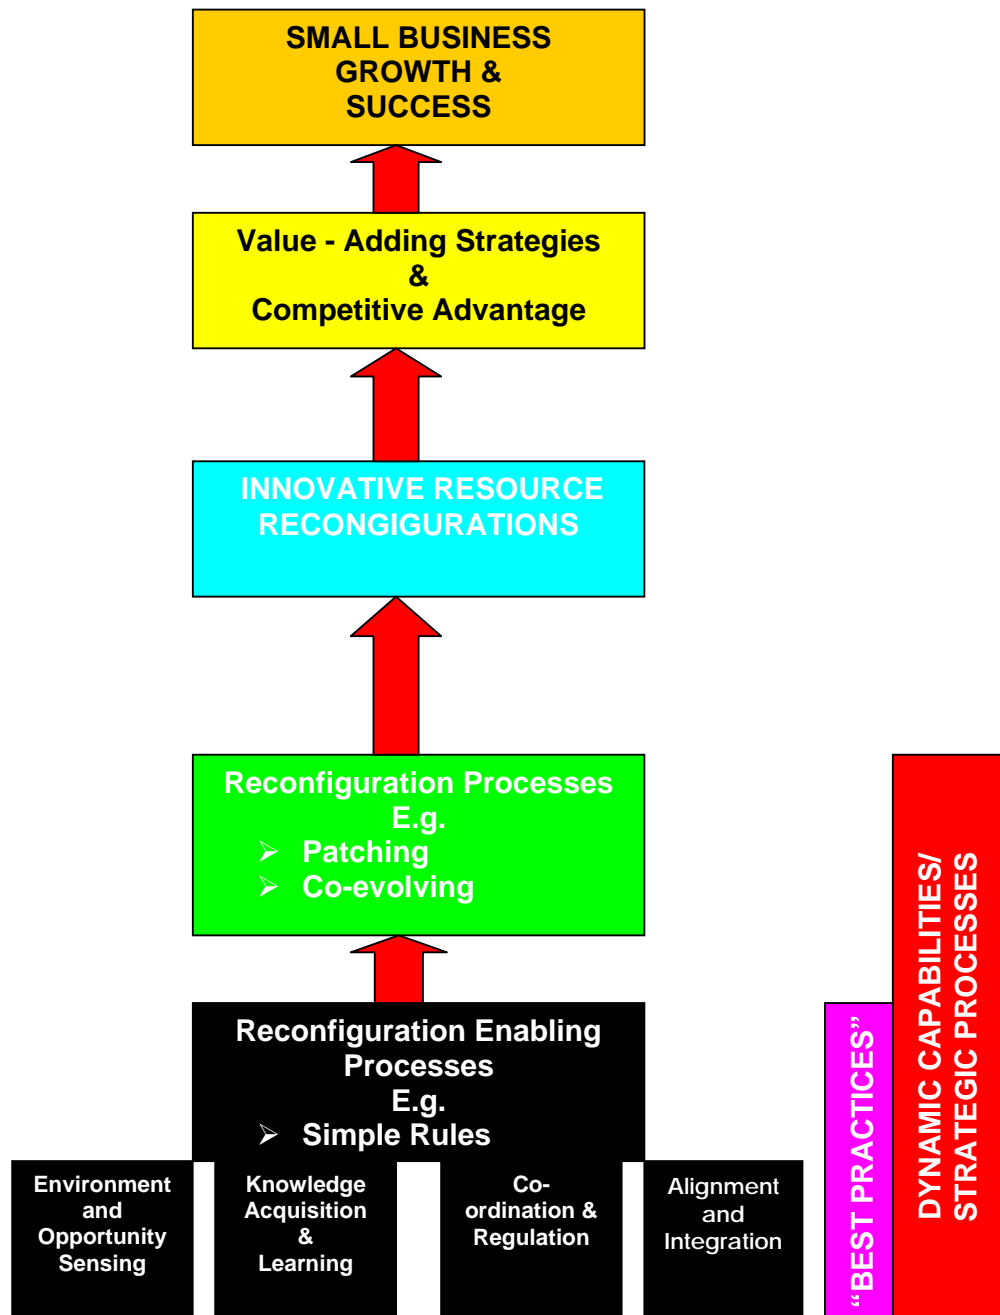 SMALL BUSINESS
GROWTH &
SUCCESS
Value - Adding Strategies
&
Competitive Advantage
INNOVATIVE RESOURCE
RECONGIGURATIONS
Reconfiguration Processes
E.g.
➢ Patching
➢ Co-evolving
Reconfiguration Enabling
Processes
E.g.
➢ Simple Rules
Environment
and
Opportunity
Sensing
Knowledge
Acquisition
&
Learning
Co-
ordination &
Regulation
Alignment
and
Integration
“BEST PRACTICES”
DYNAMIC CAPABILITIES/
STRATEGIC PROCESSES